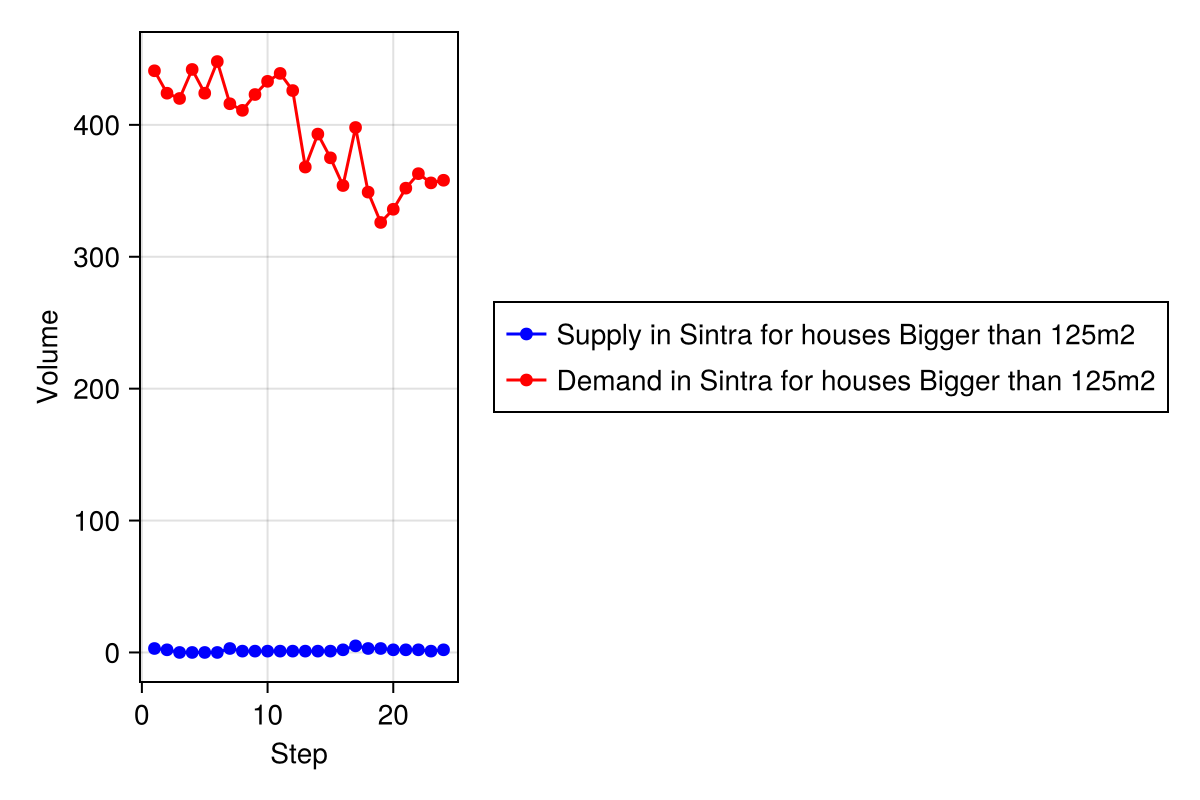 400
300
200
100
0
Volume
0 10 20
Step
Supply in Sintra for houses Bigger than 125m2
Demand in Sintra for houses Bigger than 125m2